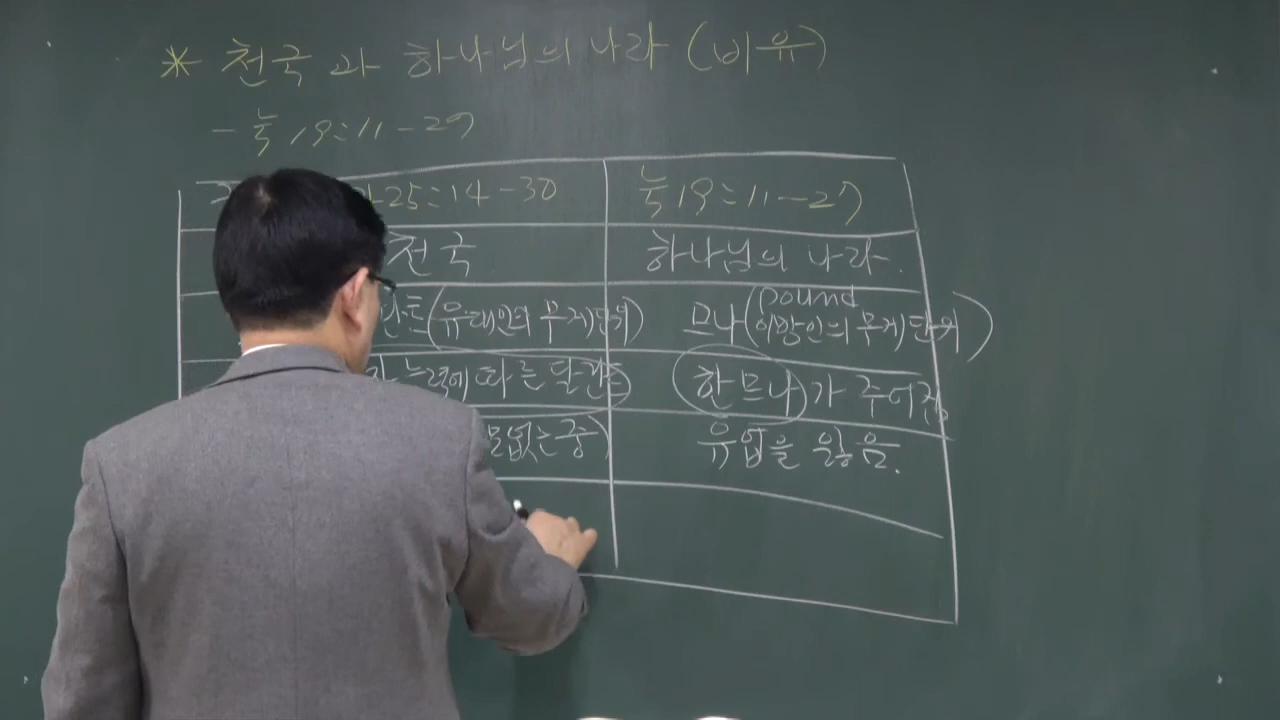 * 천국과 하나님의 나라 (비유)
- 눅 19:11-27
25:14-30 눅 19:11-27
천국 하나님의 나라.
(유대인의 무게단위) 므나 (pound 이방인의 무게단위)
능력에 따른 달란트 한 므나가 주어짐
없는 종) 유업을 잃음.